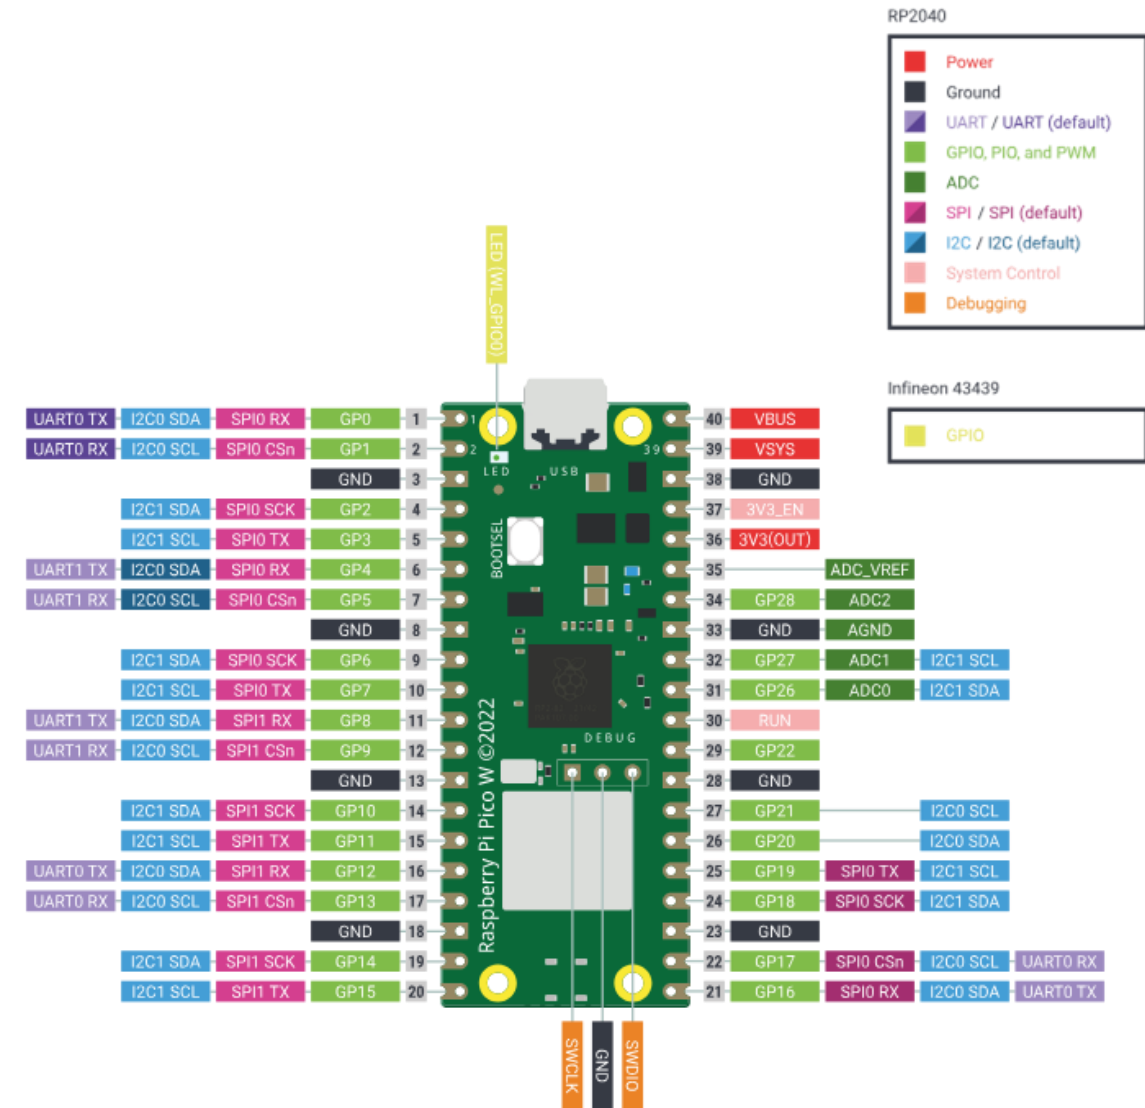 RP2040
Power
Ground
UART / UART (default)
GPIO, PIO, and PWM
ADC
SPI / SPI (default)
I2C / I2C (default)
System Control
Debugging
Infineon 43439
GPIO
LED (WL_GPIO0)
UART0 TX I2C0 SDA SPI0 RX GP0 1 1 40 VBUS
UART0 RX I2C0 SCL SPI0 CSn GP1 2 2 39 39 VSYS
LED USB
GND 3 38 GND
I2C1 SDA SPI0 SCK GP2 4 37 3V3_EN
I2C1 SCL SPI0 TX GP3 5 36 3V3(OUT)
BOOTSEL
UART1 TX I2C0 SDA SPI0 RX GP4 6 35 ADC_VREF
UART1 RX I2C0 SCL SPI0 CSn GP5 7 34 GP28 ADC2
GND 8 33 GND AGND
I2C1 SDA SPI0 SCK GP6 9 32 GP27 ADC1 I2C1 SCL
I2C1 SCL SPI0 TX GP7 10 31 GP26 ADC0 I2C1 SDA
UART1 TX I2C0 SDA SPI1 RX GP8 11 30 RUN
DEBUG
UART1 RX I2C0 SCL SPI1 CSn GP9 12 29 GP22
GND 13 28 GND
Raspberry Pi Pico W ©2022
I2C1 SDA SPI1 SCK GP10 14 27 GP21 I2C0 SCL
I2C1 SCL SPI1 TX GP11 15 26 GP20 I2C0 SDA
UART0 TX I2C0 SDA SPI1 RX GP12 16 25 GP19 SPI0 TX I2C1 SCL
UART0 RX I2C0 SCL SPI1 CSn GP13 17 24 GP18 SPI0 SCK I2C1 SDA
GND 18 23 GND
I2C1 SDA SPI1 SCK GP14 19 22 GP17 SPI0 CSn I2C0 SCL UART0 RX
I2C1 SCL SPI1 TX GP15 20 21 GP16 SPI0 RX I2C0 SDA UART0 TX
SWCLK
GND
SWDIO